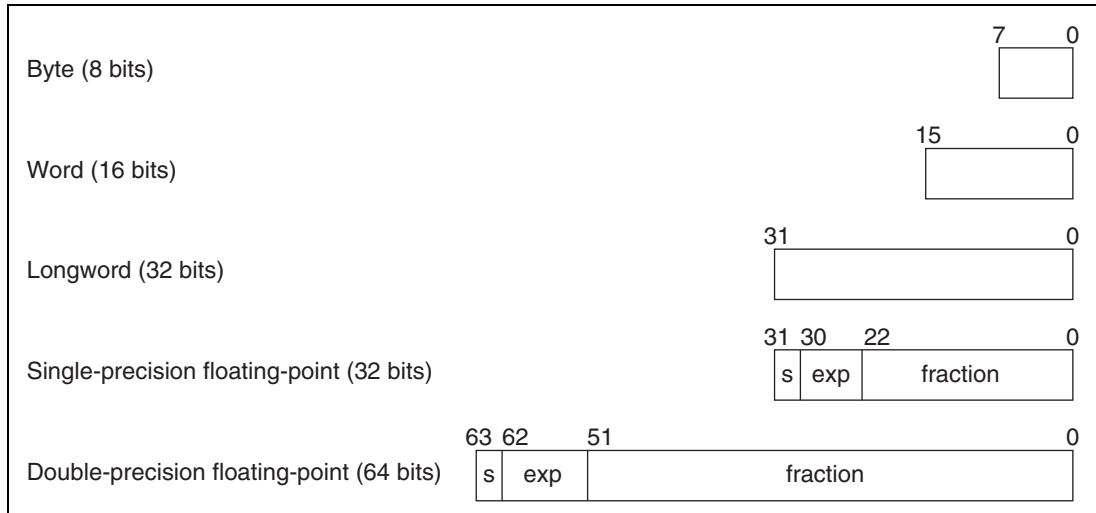 7 0
Byte (8 bits)
15 0
Word (16 bits)
31 0
Longword (32 bits)
31 30 22 0
Single-precision floating-point (32 bits) s exp fraction
63 62 51 0
Double-precision floating-point (64 bits) s exp fraction